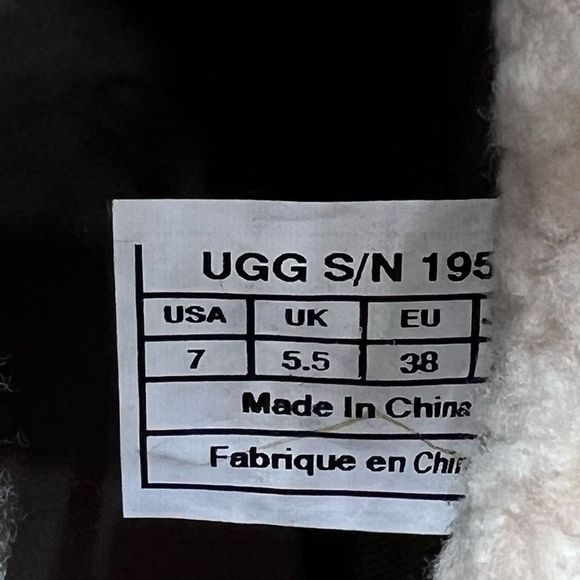 UGG S/N 195
USA UK EU
7 5.5 38
Made In China
Fabrique en Chin